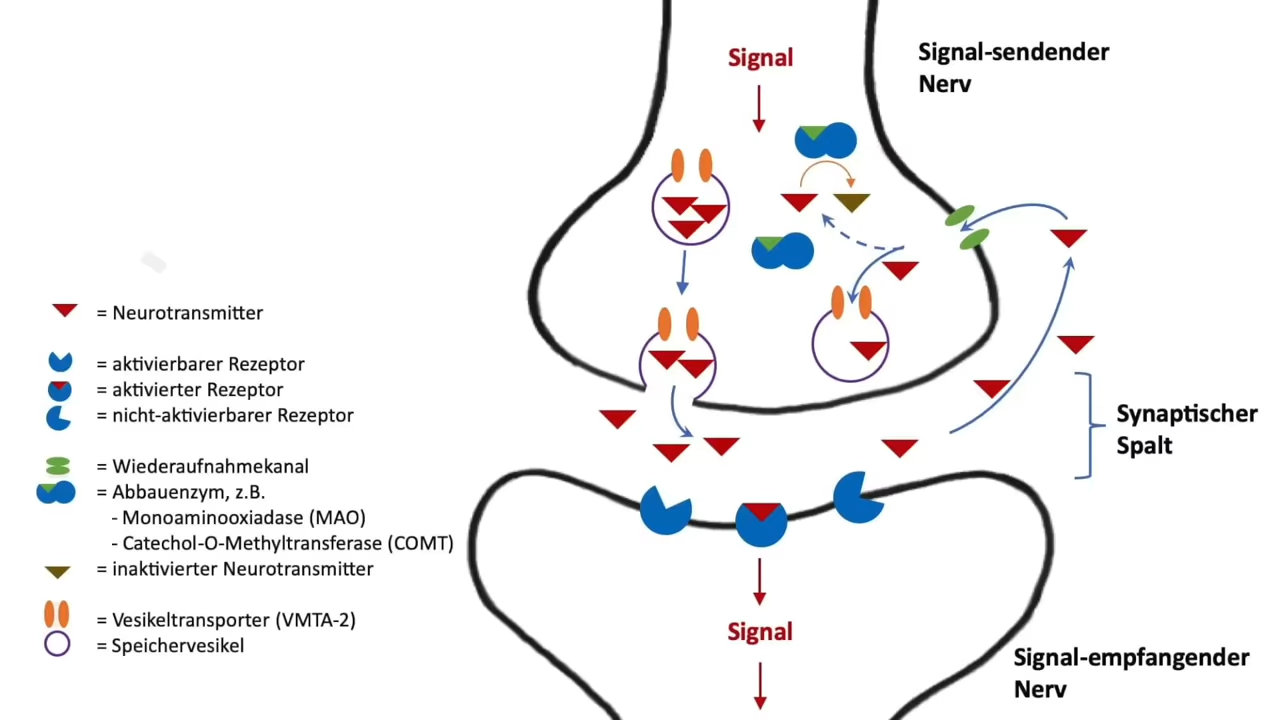 Signal
Signal-sendender
Nerv
= Neurotransmitter
= aktivierbarer Rezeptor
= aktivierter Rezeptor
= nicht-aktivierbarer Rezeptor
= Wiederaufnahmekanal
= Abbauenzym, z.B.
- Monoaminooxiadase (MAO)
- Catechol-O-Methyltransferase (COMT)
= inaktivierter Neurotransmitter
= Vesikeltransporter (VMTA-2)
= Speichervesikel
Synaptischer
Spalt
Signal
Signal-empfangender
Nerv